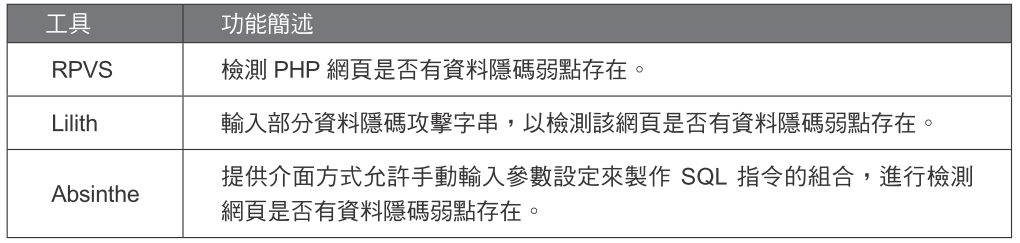 工具 功能簡述
RPVS 檢測 PHP 網頁是否有資料隱碼弱點存在。
Lilith 輸入部分資料隱碼攻擊字串，以檢測該網頁是否有資料隱碼弱點存在。
Absinthe 提供介面方式允許手動輸入參數設定來製作 SQL 指令的組合，進行檢測
網頁是否有資料隱碼弱點存在。